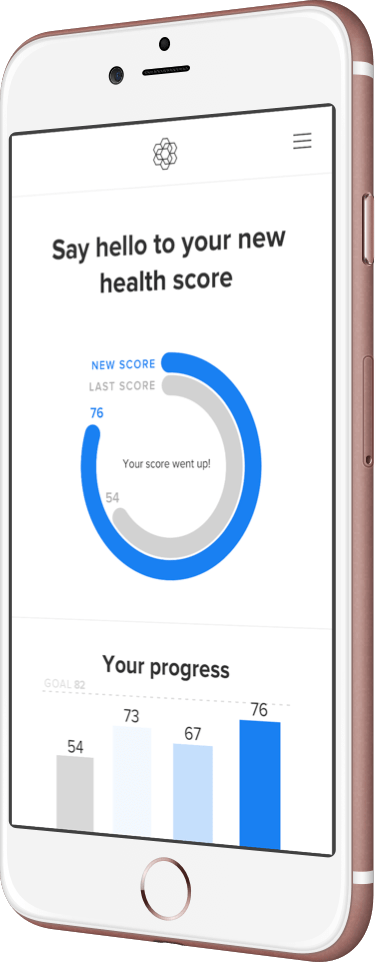 Say hello to your new
health score
NEW SCORE
LAST SCORE
76
Your score went up!
54
Your progress
GOAL 82
54
73
67
76